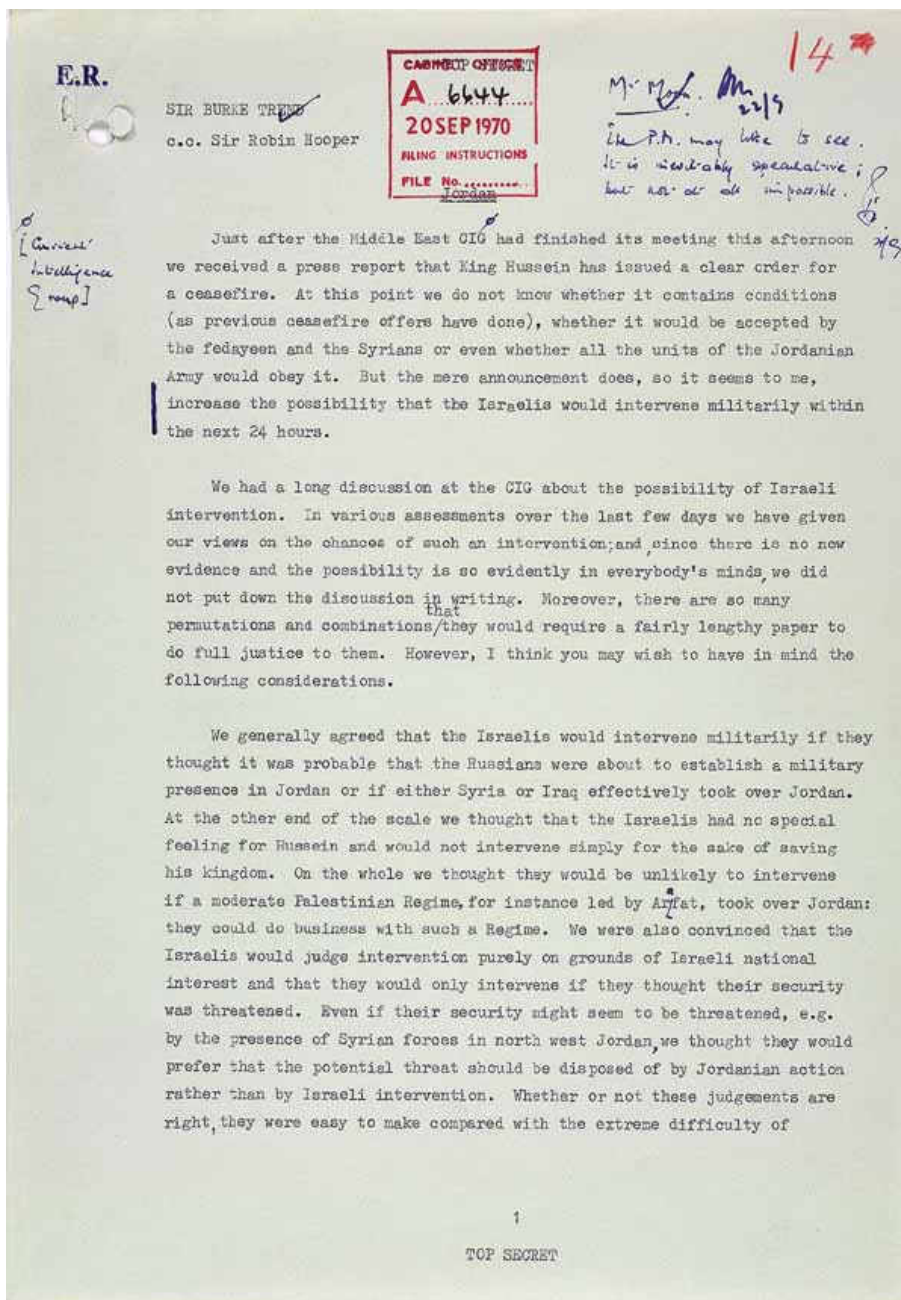 14
E.R.
TOP SECRET
CABINET OFFICE
A 6644
20 SEP 1970
FILING INSTRUCTIONS
FILE No. ..........
SIR BURKE TREND
c.c. Sir Robin Hooper
Mr
22/9
The P.M. may like to see.
It is inevitably speculative;
but not at all impossible.
Jordan
[Current
Intelligence
Group]
Just after the Middle East CIG had finished its meeting this afternoon
we received a press report that King Hussein has issued a clear order for
a ceasefire. At this point we do not know whether it contains conditions
(as previous ceasefire offers have done), whether it would be accepted by
the fedayeen and the Syrians or even whether all the units of the Jordanian
Army would obey it. But the mere announcement does, so it seems to me,
increase the possibility that the Israelis would intervene militarily within
the next 24 hours.
We had a long discussion at the CIG about the possibility of Israeli
intervention. In various assessments over the last few days we have given
our views on the chances of such an intervention;and,since there is no new
evidence and the possibility is so evidently in everybody's minds,we did
not put down the discussion in writing. Moreover, there are so many
permutations and combinations/that they would require a fairly lengthy paper to
do full justice to them. However, I think you may wish to have in mind the
following considerations.
We generally agreed that the Israelis would intervene militarily if they
thought it was probable that the Russians were about to establish a military
presence in Jordan or if either Syria or Iraq effectively took over Jordan.
At the other end of the scale we thought that the Israelis had no special
feeling for Hussein and would not intervene simply for the sake of saving
his kingdom. On the whole we thought they would be unlikely to intervene
if a moderate Palestinian Regime,for instance led by Arafat, took over Jordan:
they could do business with such a Regime. We were also convinced that the
Israelis would judge intervention purely on grounds of Israeli national
interest and that they would only intervene if they thought their security
was threatened. Even if their security might seem to be threatened, e.g.
by the presence of Syrian forces in north west Jordan,we thought they would
prefer that the potential threat should be disposed of by Jordanian action
rather than by Israeli intervention. Whether or not these judgements are
right,they were easy to make compared with the extreme difficulty of
1
TOP SECRET